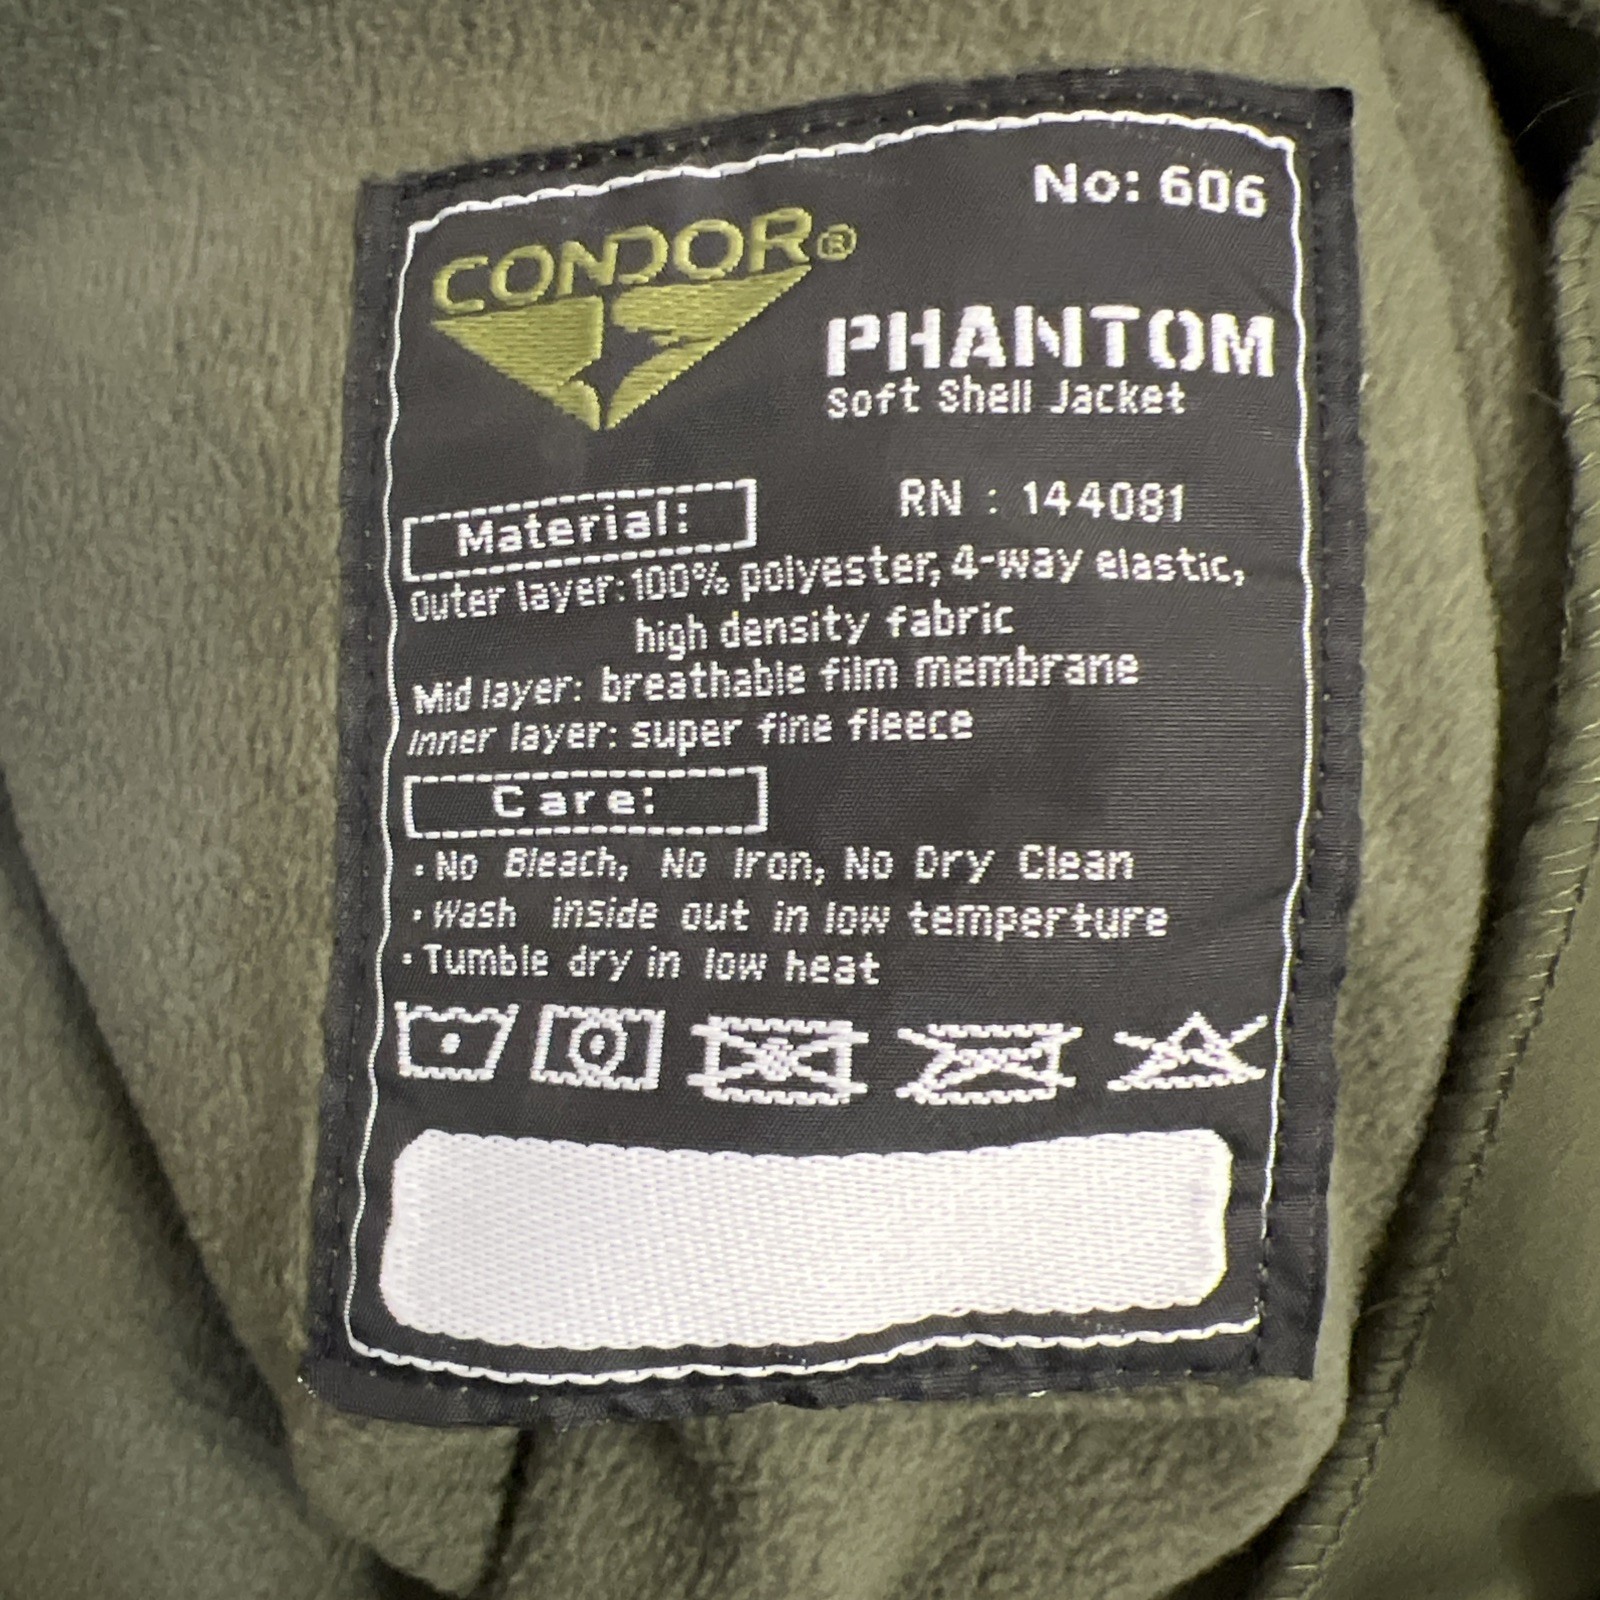 No: 606
CONDOR®
PHANTOM
Soft Shell Jacket
RN : 144081
Material:
Outer layer: 100% polyester, 4-way elastic,
high density fabric
Mid layer: breathable film membrane
Inner layer: super fine fleece
Care:
· No Bleach, No Iron, No Dry Clean
· Wash inside out in low temperture
· Tumble dry in low heat